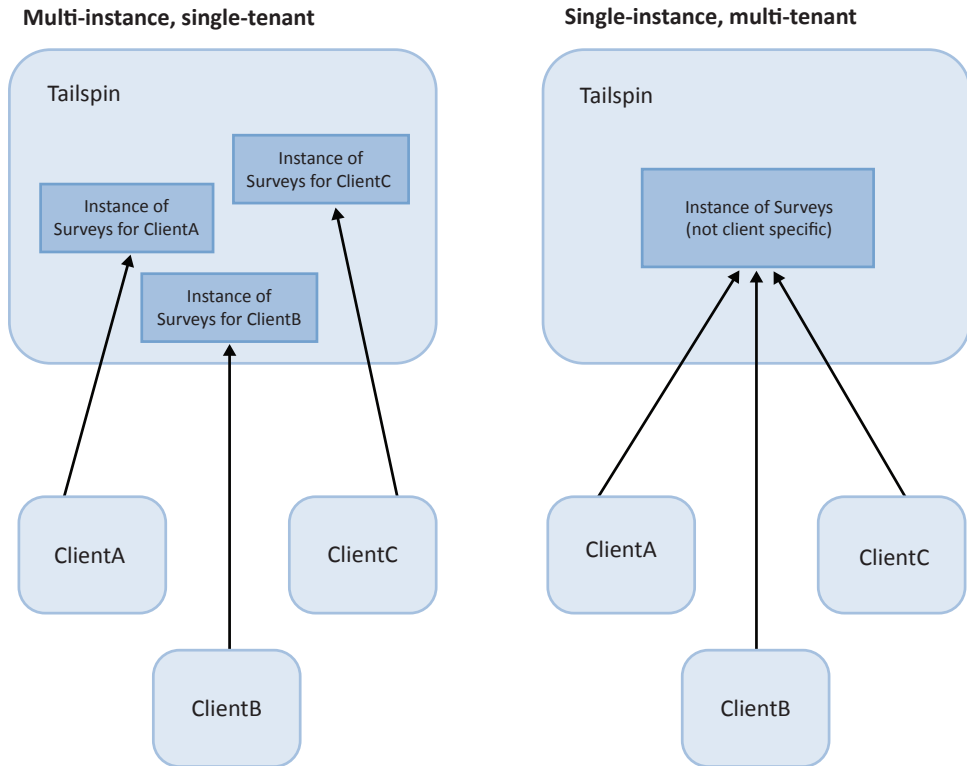 Multi-instance, single-tenant
Tailspin
Instance of
Surveys for ClientC
Instance of
Surveys for ClientA
Instance of
Surveys for ClientB
ClientA
ClientC
ClientB
Single-instance, multi-tenant
Tailspin
Instance of Surveys
(not client specific)
ClientA
ClientC
ClientB